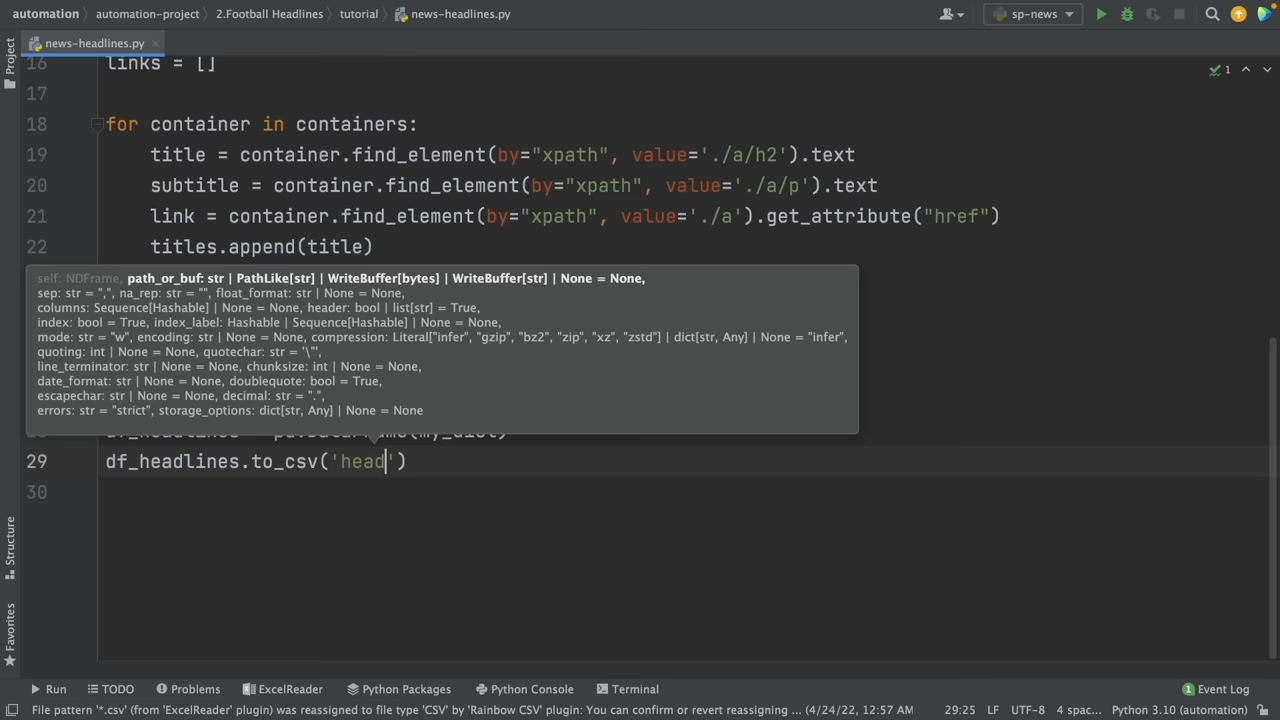 automation automation-project 2.Football Headlines tutorial news-headlines.py sp-news
news-headlines.py
Project
16 links = []
1
17
18 for container in containers:
19 title = container.find_element(by="xpath", value='./a/h2').text
20 subtitle = container.find_element(by="xpath", value='./a/p').text
21 link = container.find_element(by="xpath", value='./a').get_attribute("href")
22 titles.append(title)
self: NDFrame, path_or_buf: str | PathLike[str] | WriteBuffer[bytes] | WriteBuffer[str] | None = None,
sep: str = ",", na_rep: str = "", float_format: str | None = None,
columns: Sequence[Hashable] | None = None, header: bool | list[str] = True,
index: bool = True, index_label: Hashable | Sequence[Hashable] | None = None,
mode: str = "w", encoding: str | None = None, compression: Literal["infer", "gzip", "bz2", "zip", "xz", "zstd"] | dict[str, Any] | None = "infer",
quoting: int | None = None, quotechar: str = '\"',
line_terminator: str | None = None, chunksize: int | None = None,
date_format: str | None = None, doublequote: bool = True,
escapechar: str | None = None, decimal: str = ".",
errors: str = "strict", storage_options: dict[str, Any] | None = None
29 df_headlines.to_csv('head')
30
Structure
Favorites
Run TODO Problems ExcelReader Python Packages Python Console Terminal 1 Event Log
File pattern '*.csv' (from 'ExcelReader' plugin) was reassigned to file type 'CSV' by 'Rainbow CSV' plugin: You can confirm or revert reassigning ... (4/24/22, 12:57 AM 29:25 LF UTF-8 4 spac... Python 3.10 (automation)